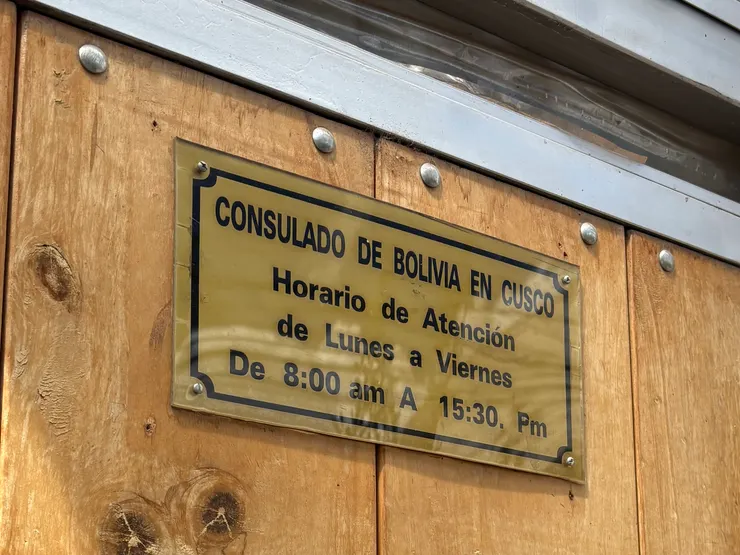 CONSULADO DE BOLIVIA EN CUSCO
Horario de Atención
de Lunes a Viernes
De 8:00 am A 15:30. Pm